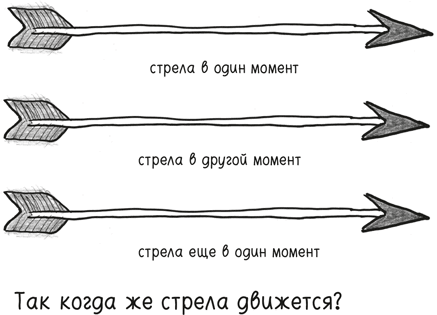 стрела в один момент
стрела в другой момент
стрела еще в один момент
Так когда же стрела движется?